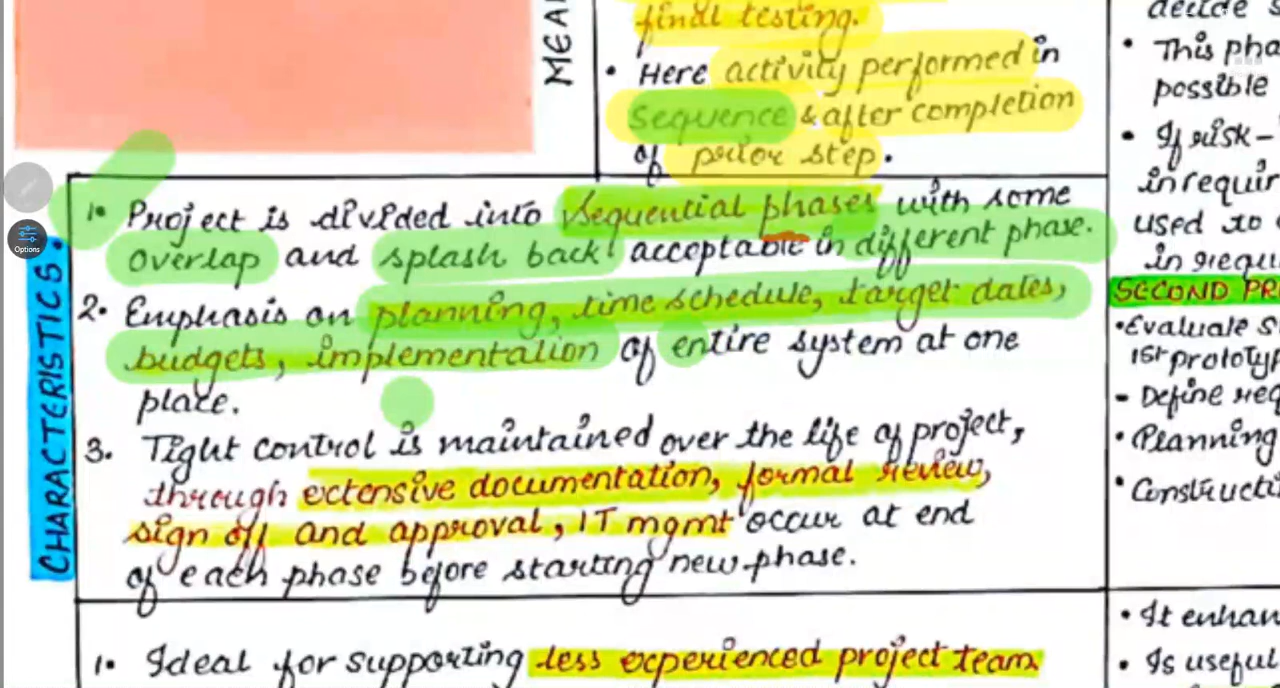 MEA
final testing.
• Here activity performed in
sequence & after completion
of prior step.
decide s
• This pha
possible
• If risk -
in requir
used to
in requ
SECOND PR
• Evaluate s
1st prototyp
- Define req
• Planning
• Constructi
Options
CHARACTERISTICS.
1. Project is divided into sequential phases with some
overlap and splash back acceptable in different phase.
2. Emphasis on planning, time schedule, target dates,
budgets, implementation of entire system at one
place.
3. Tight control is maintained over the life of project,
through extensive documentation, formal review,
sign off and approval, IT mgmt occur at end
of each phase before starting new phase.
1. Ideal for supporting less experienced project team
• It enhan
• Is useful